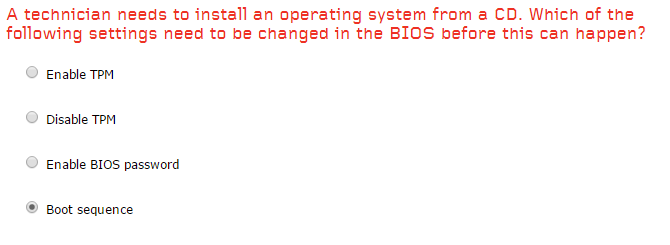 A technician needs to install an operating system from a CD. Which of the
following settings need to be changed in the BIOS before this can happen?
Enable TPM
Disable TPM
Enable BIOS password
Boot sequence